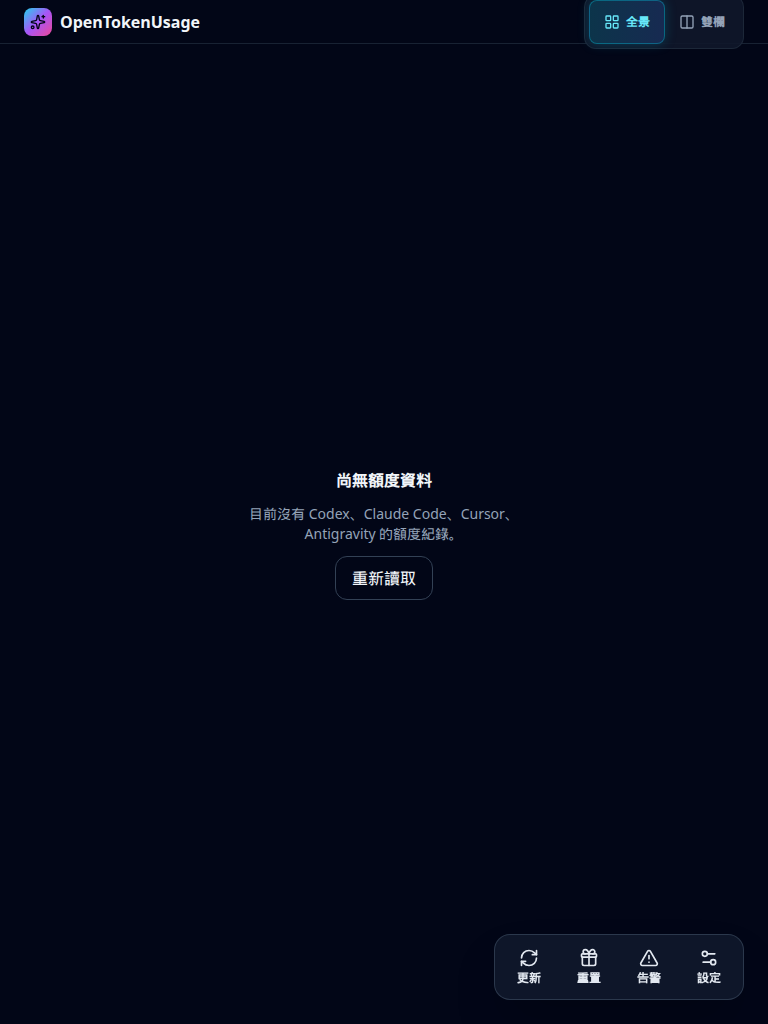 OpenTokenUsage
全景
雙欄
尚無額度資料
目前沒有 Codex、Claude Code、Cursor、
Antigravity 的額度紀錄。
重新讀取
更新
重置
告警
設定